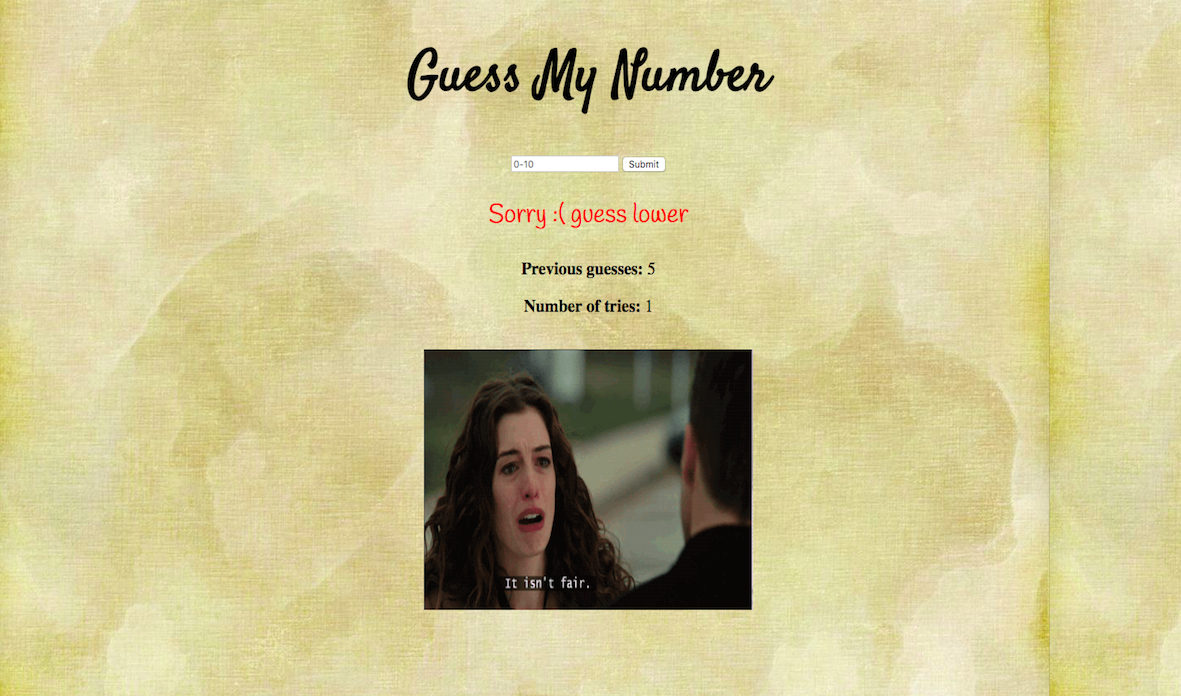 Guess My Number
0-10 Submit
Sorry :( guess lower
Previous guesses: 5
Number of tries: 1
It isn't fair.